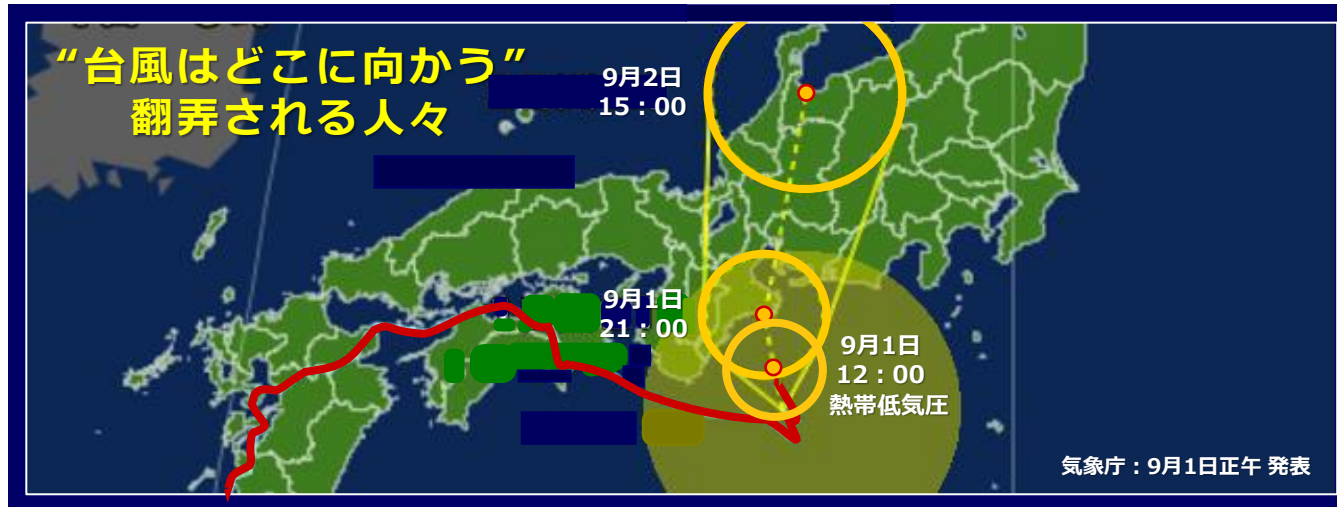 “台風はどこに向かう”
翻弄される人々
9月2日
15：00
9月1日
21：00
9月1日
12：00
熱帯低気圧
気象庁：9月1日正午 発表